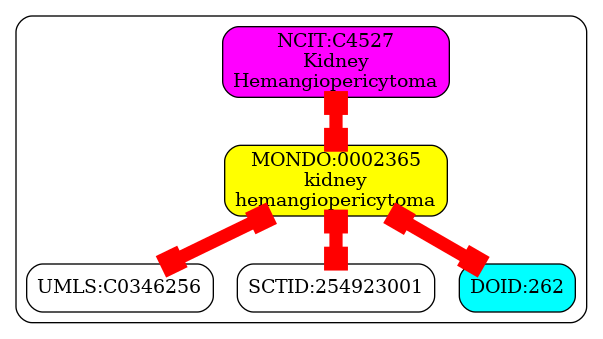 NCIT:C4527
Kidney
Hemangiopericytoma
MONDO:0002365
kidney
hemangiopericytoma
UMLS:C0346256
SCTID:254923001
DOID:262